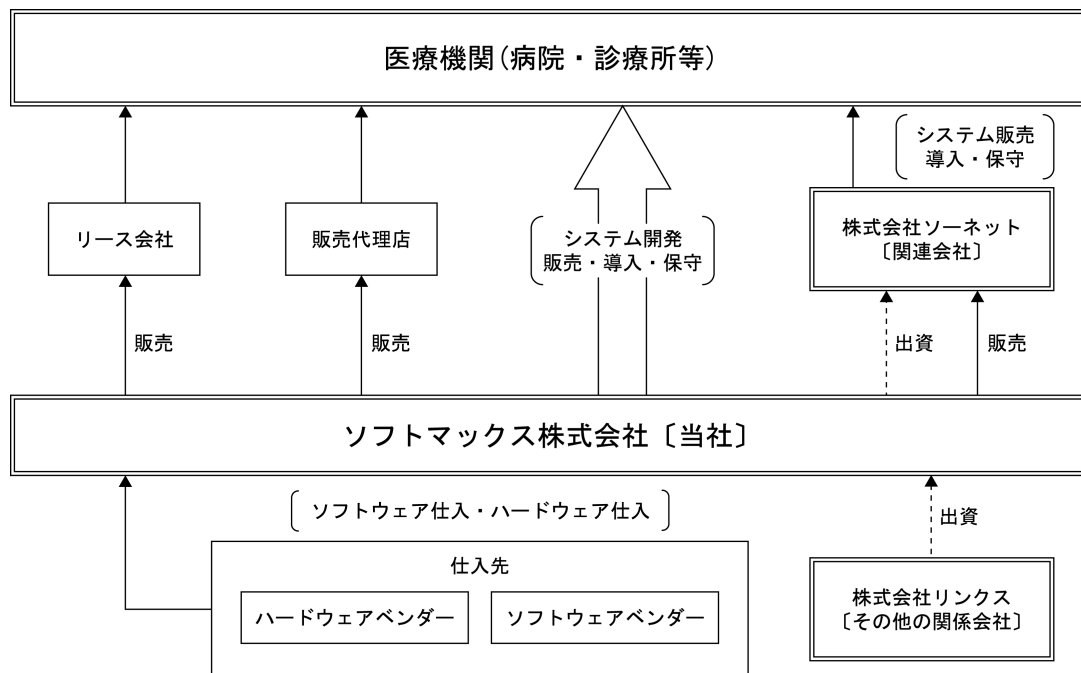 医療機関(病院・診療所等)
システム販売
導入・保守
リース会社
販売代理店
システム開発
販売・導入・保守
株式会社ソーネット
〔関連会社〕
販売
販売
出資
販売
ソフトマックス株式会社〔当社〕
ソフトウェア仕入・ハードウェア仕入
出資
仕入先
ハードウェアベンダー
ソフトウェアベンダー
株式会社リンクス
〔その他の関係会社〕